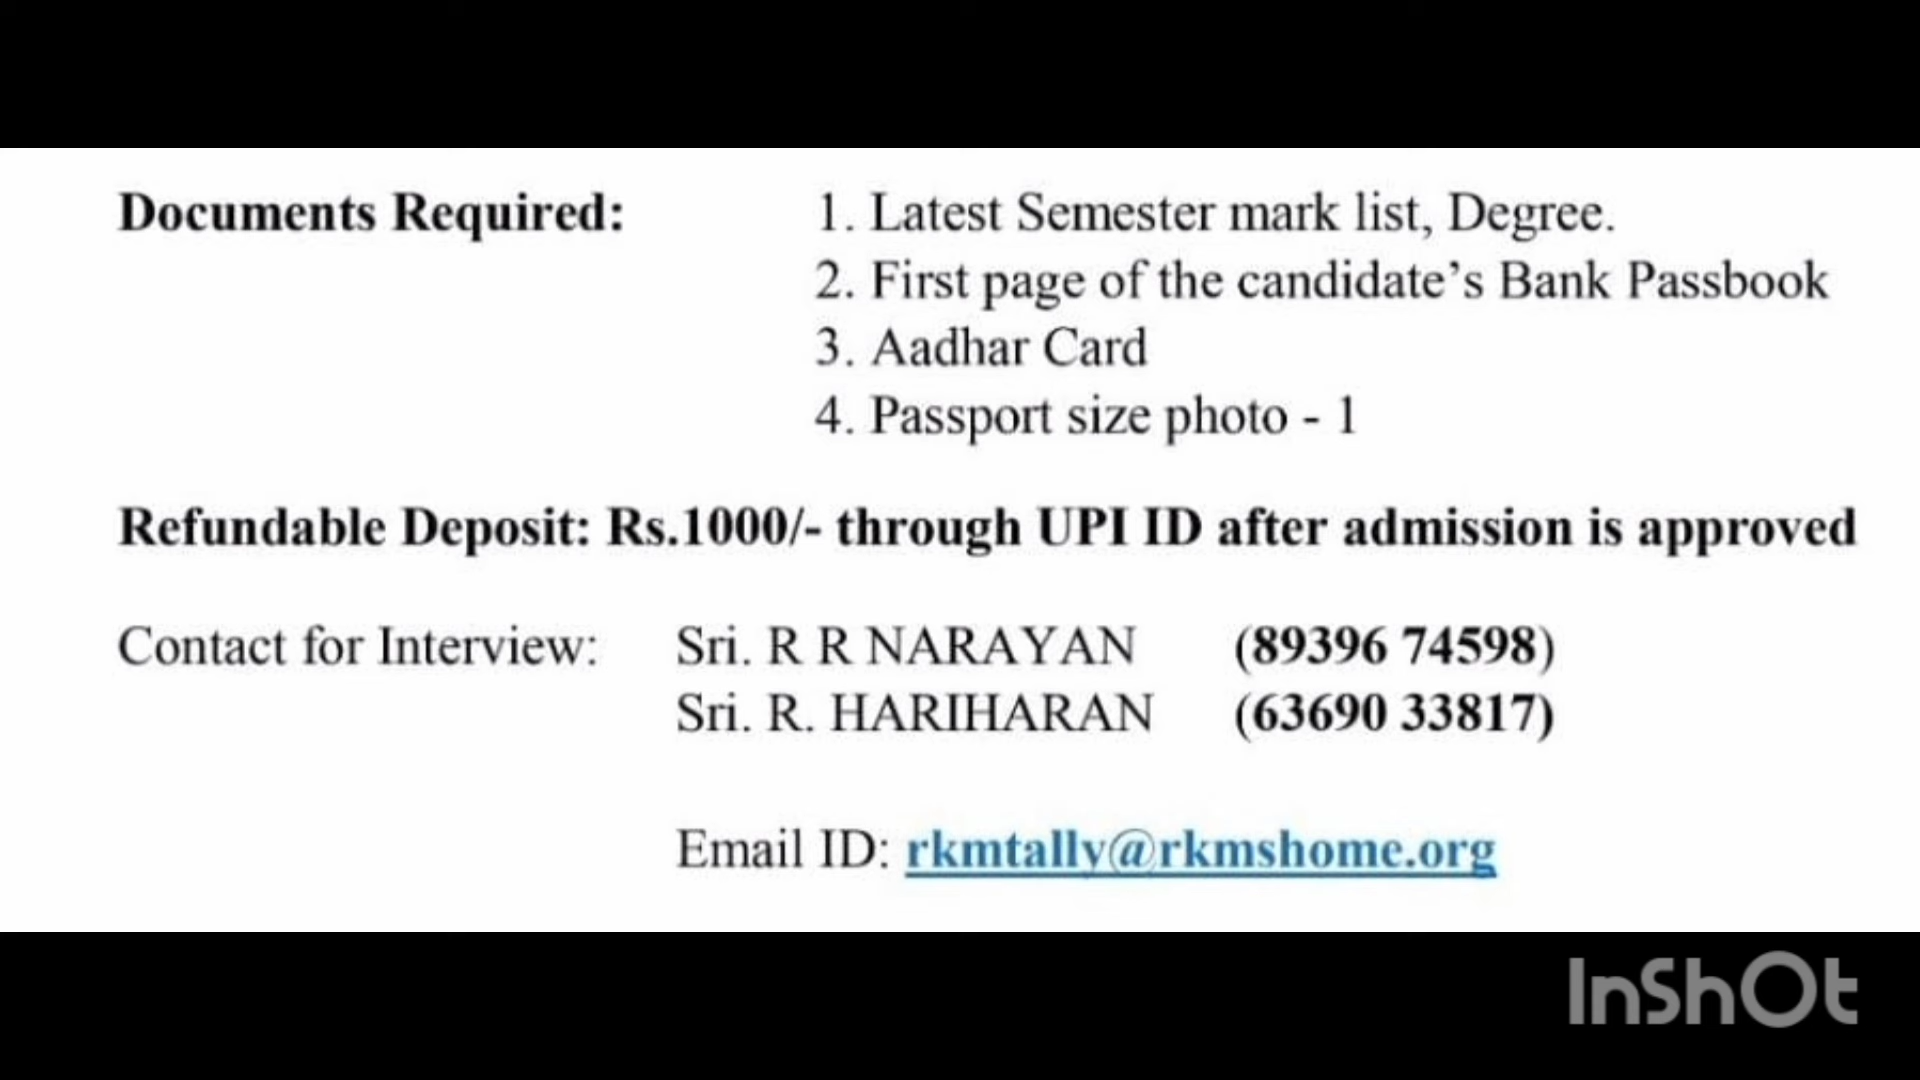 Documents Required: 1. Latest Semester mark list, Degree.
2. First page of the candidate’s Bank Passbook
3. Aadhar Card
4. Passport size photo - 1
Refundable Deposit: Rs.1000/- through UPI ID after admission is approved
Contact for Interview: Sri. R R NARAYAN (89396 74598)
Sri. R. HARIHARAN (63690 33817)
Email ID: rkmtally@rkmshome.org
InShOt